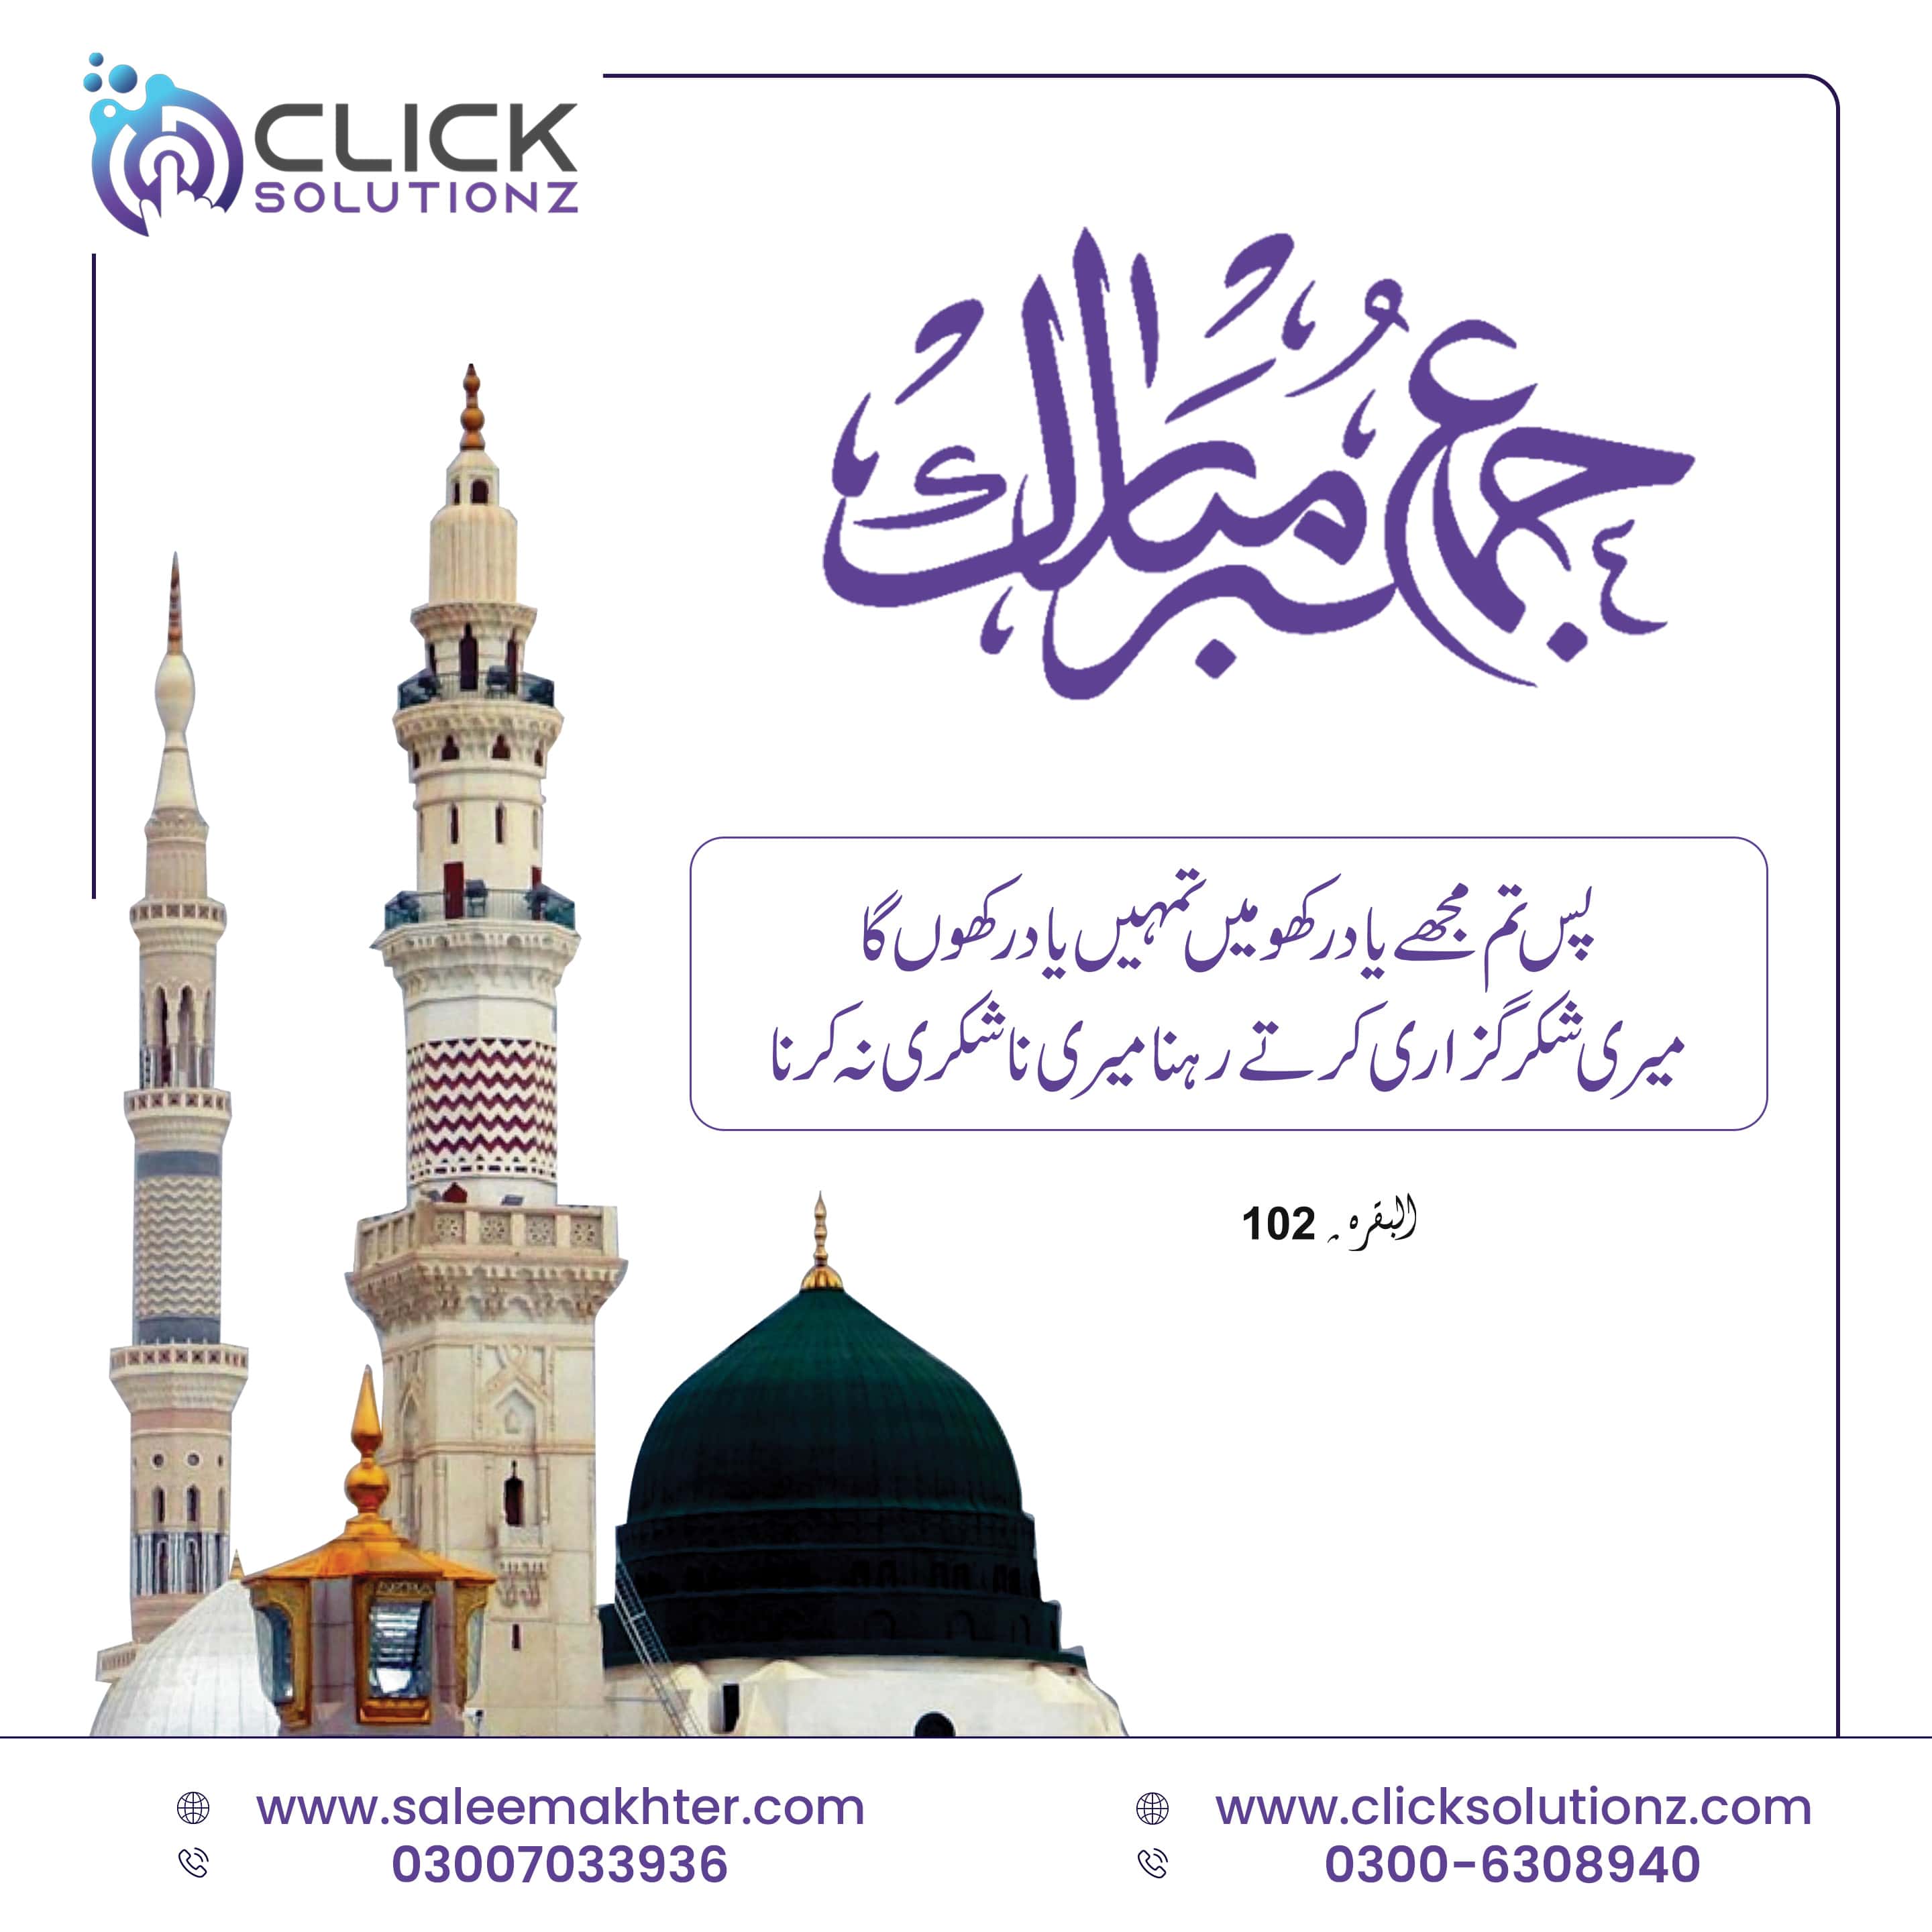 CLICK
SOLUTIONZ
جمعہ مبارک
پس تم مجھے یاد رکھو میں تمہیں یاد رکھوں گا
میری شکر گزاری کرتے رہنا میری ناشکری نہ کرنا
البقرہ۔ 102
www.saleemakhter.com
03007033936
www.clicksolutionz.com
0300-6308940